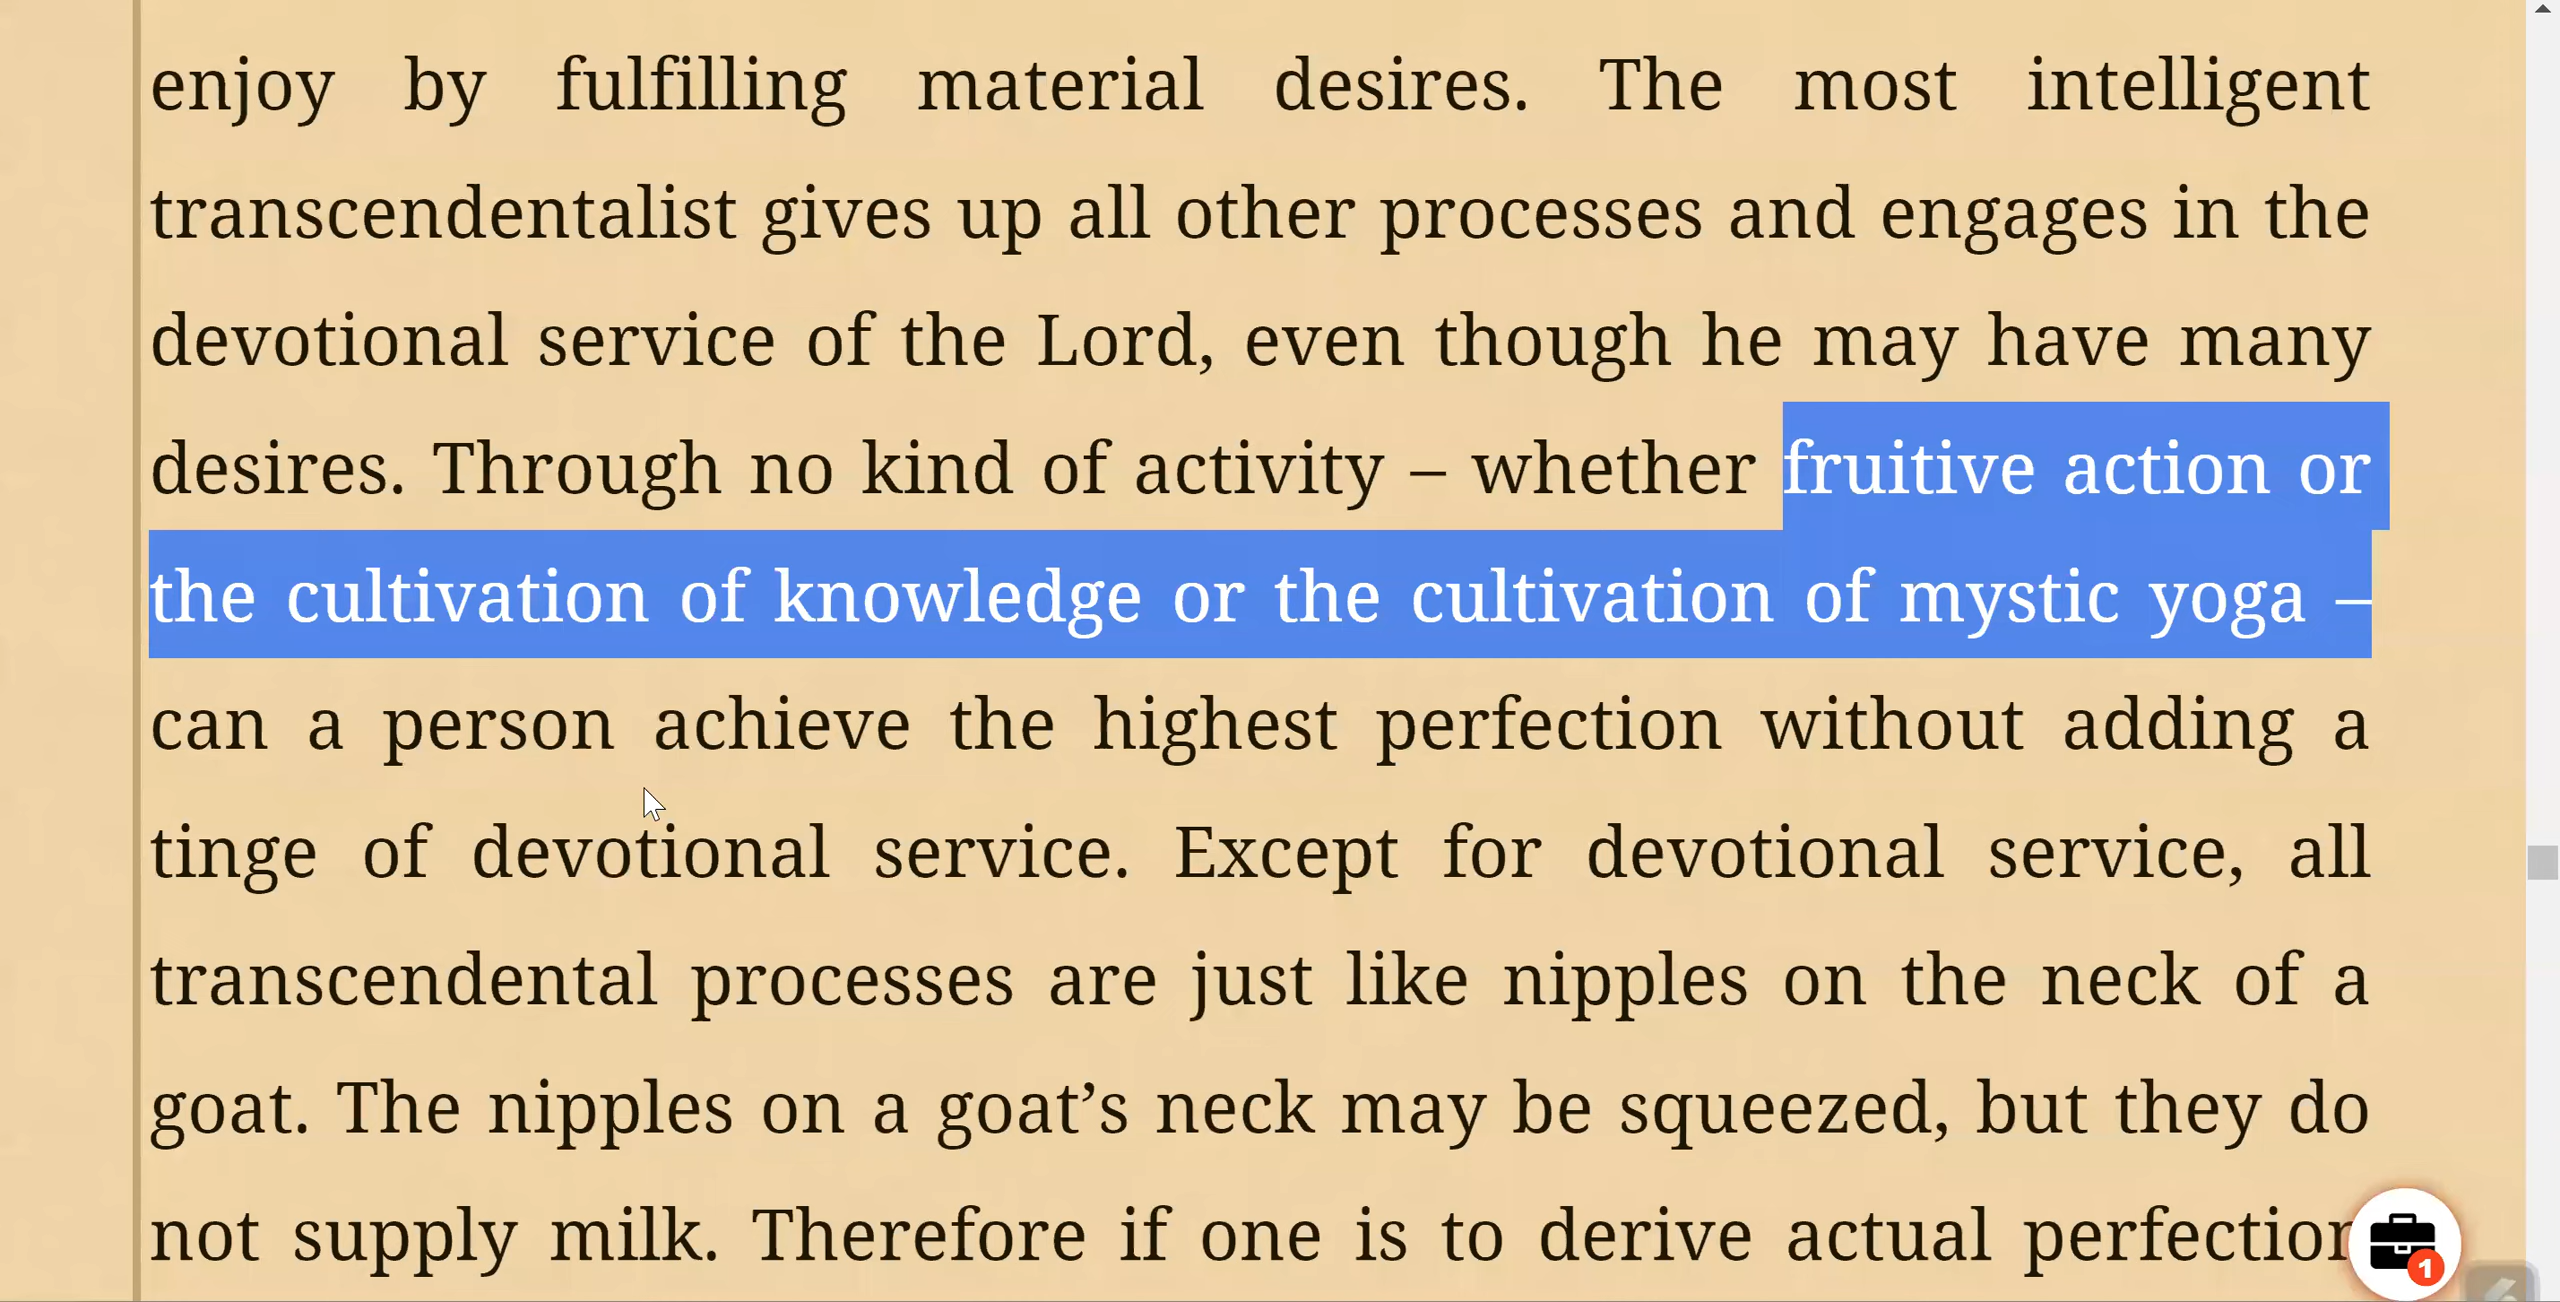 enjoy by fulfilling material desires. The most intelligent
transcendentalist gives up all other processes and engages in the
devotional service of the Lord, even though he may have many
desires. Through no kind of activity – whether fruitive action or
the cultivation of knowledge or the cultivation of mystic yoga –
can a person achieve the highest perfection without adding a
tinge of devotional service. Except for devotional service, all
transcendental processes are just like nipples on the neck of a
goat. The nipples on a goat’s neck may be squeezed, but they do
not supply milk. Therefore if one is to derive actual perfection
1